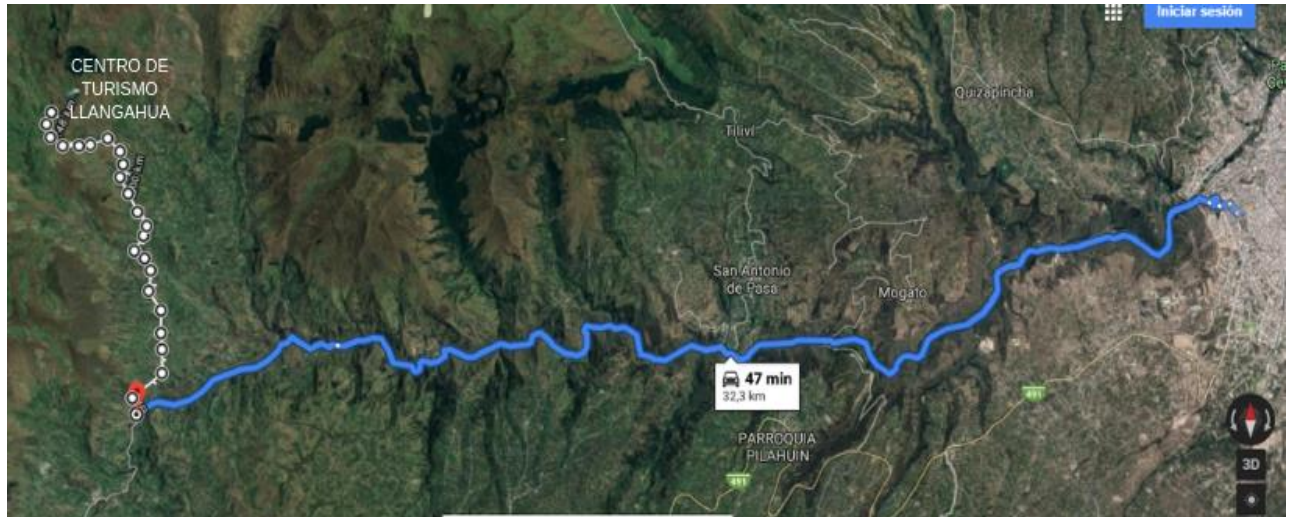 Iniciar sesión
CENTRO DE
TURISMO
LLANGAHUA
Quizapincha
Tiliví
San Antonio
de Pasa
Mogato
47 min
32,3 km
491
PARROQUIA
PILAHUIN
491
3D